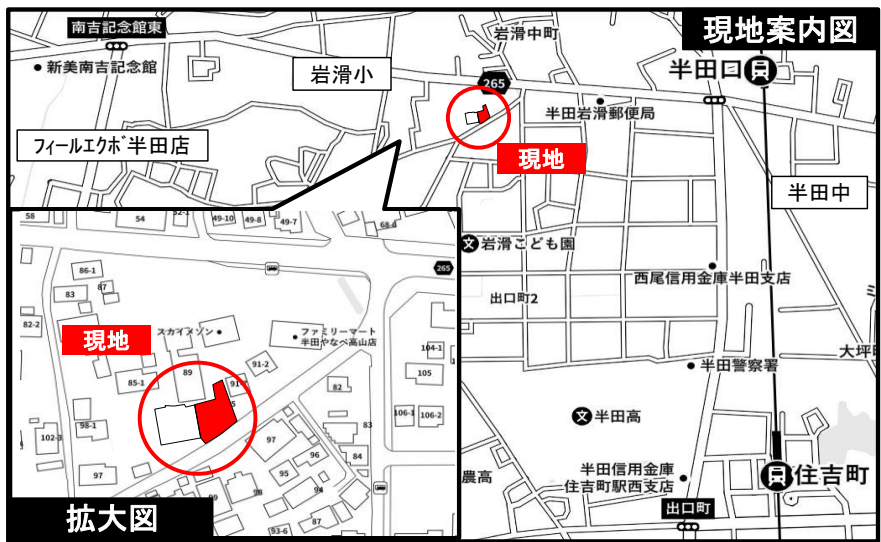 南吉記念館東
新美南吉記念館
岩滑小
岩滑中町
現地案内図
半田口
265
半田岩滑郵便局
フィールエクボ半田店
現地
半田中
岩滑こども園
西尾信用金庫半田支店
出口町2
大坪町
半田警察署
半田高
農高
半田信用金庫
住吉町駅西支店
住吉町
出口町
58
54
49-10
49-8
49-7
265
86-1
87
83
82-2
スカイメゾン
ファミリーマート
半田やなべ高山店
現地
89
91-2
85-1
104-1
105
82
106-1
106-2
83
98-1
102-3
97
97
96
95
84
98
94
99
93-6
87
拡大図